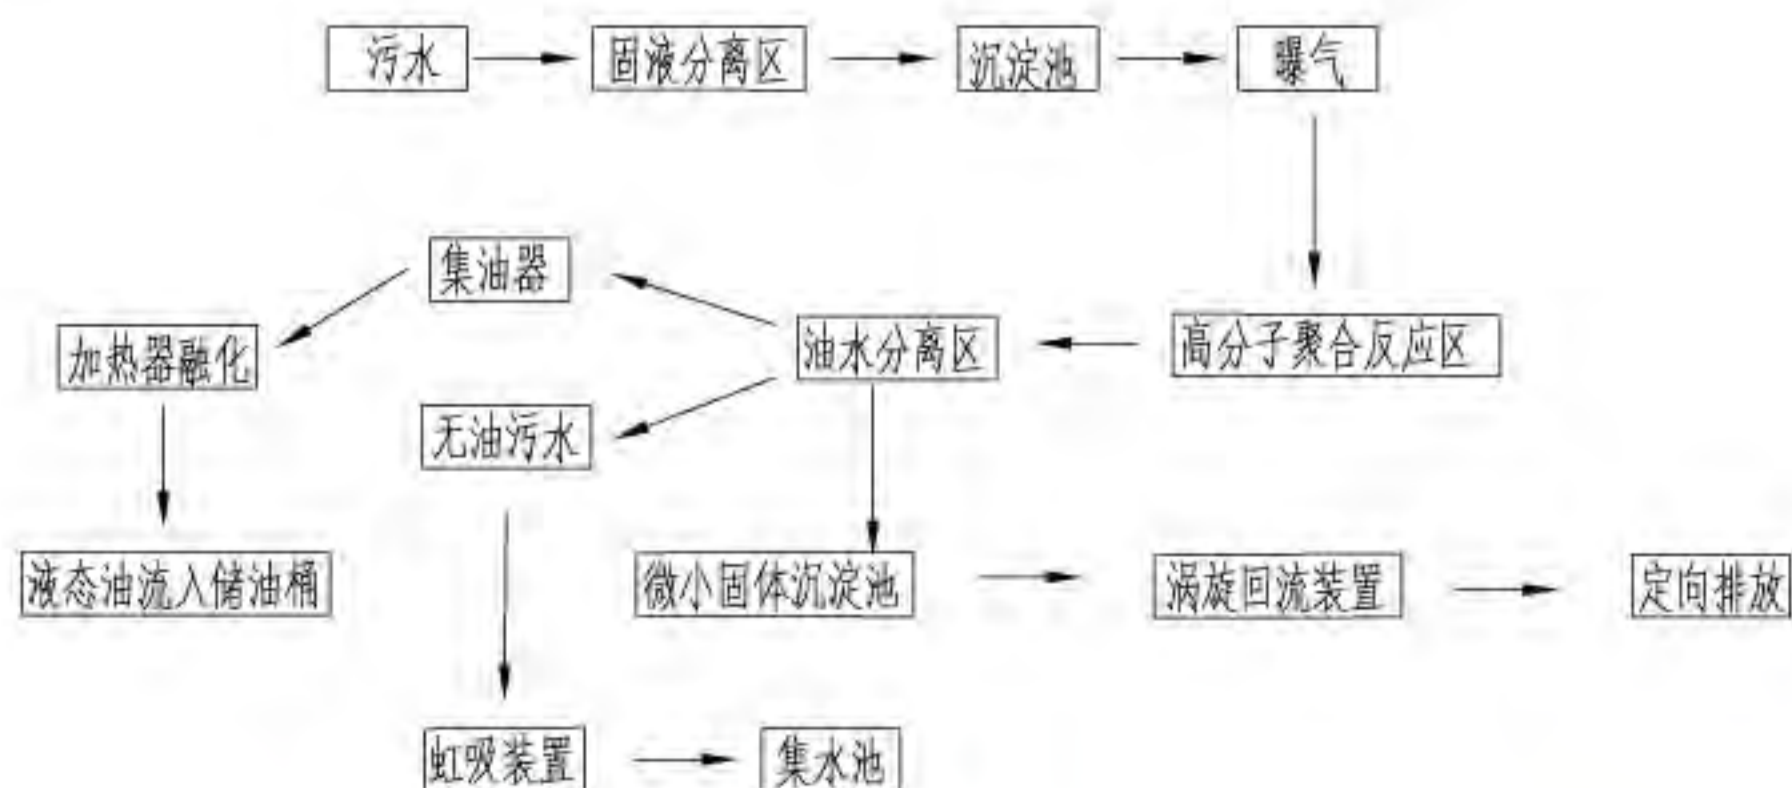 污水
固液分离区
沉淀池
曝气
集油器
加热器融化
油水分离区
高分子聚合反应区
无油污水
液态油流入储油桶
微小固体沉淀池
涡旋回流装置
定向排放
虹吸装置
集水池